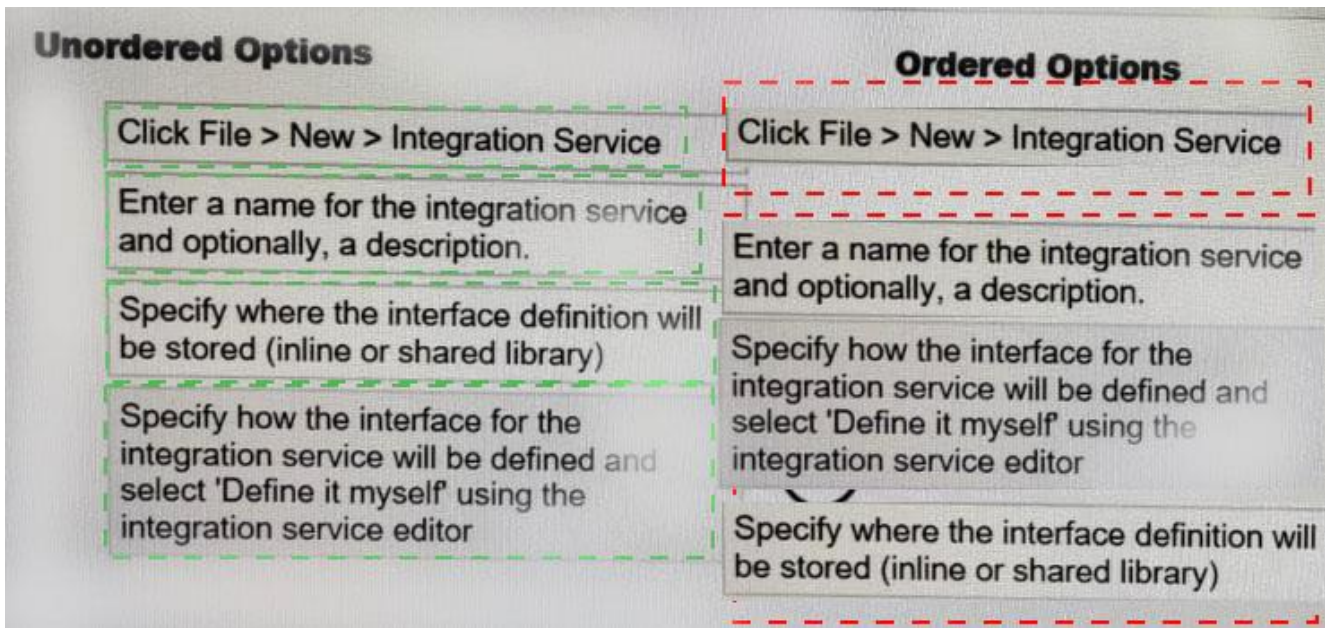 Unordered Options
Click File > New > Integration Service
Enter a name for the integration service
and optionally, a description.
Specify where the interface definition will
be stored (inline or shared library)
Specify how the interface for the
integration service will be defined and
select 'Define it myself' using the
integration service editor
Ordered Options
Click File > New > Integration Service
Enter a name for the integration service
and optionally, a description.
Specify how the interface for the
integration service will be defined and
select 'Define it myself' using the
integration service editor
Specify where the interface definition will
be stored (inline or shared library)